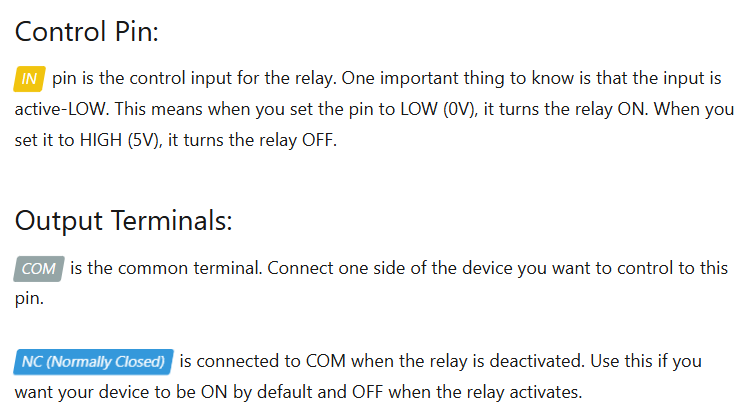 Control Pin:
IN pin is the control input for the relay. One important thing to know is that the input is
active-LOW. This means when you set the pin to LOW (0V), it turns the relay ON. When you
set it to HIGH (5V), it turns the relay OFF.
Output Terminals:
COM is the common terminal. Connect one side of the device you want to control to this
pin.
NC (Normally Closed) is connected to COM when the relay is deactivated. Use this if you
want your device to be ON by default and OFF when the relay activates.